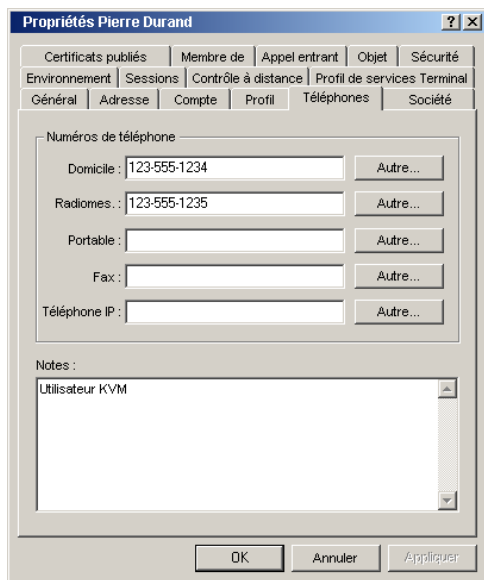 Propriétés Pierre Durand
Certificats publiés Membre de Appel entrant Objet Sécurité
Environnement Sessions Contrôle à distance Profil de services Terminal
Général Adresse Compte Profil Téléphones Société
Numéros de téléphone
Domicile : 123-555-1234 Autre...
Radiomes. : 123-555-1235 Autre...
Portable : Autre...
Fax : Autre...
Téléphone IP : Autre...
Notes :
Utilisateur KVM
OK Annuler Appliquer